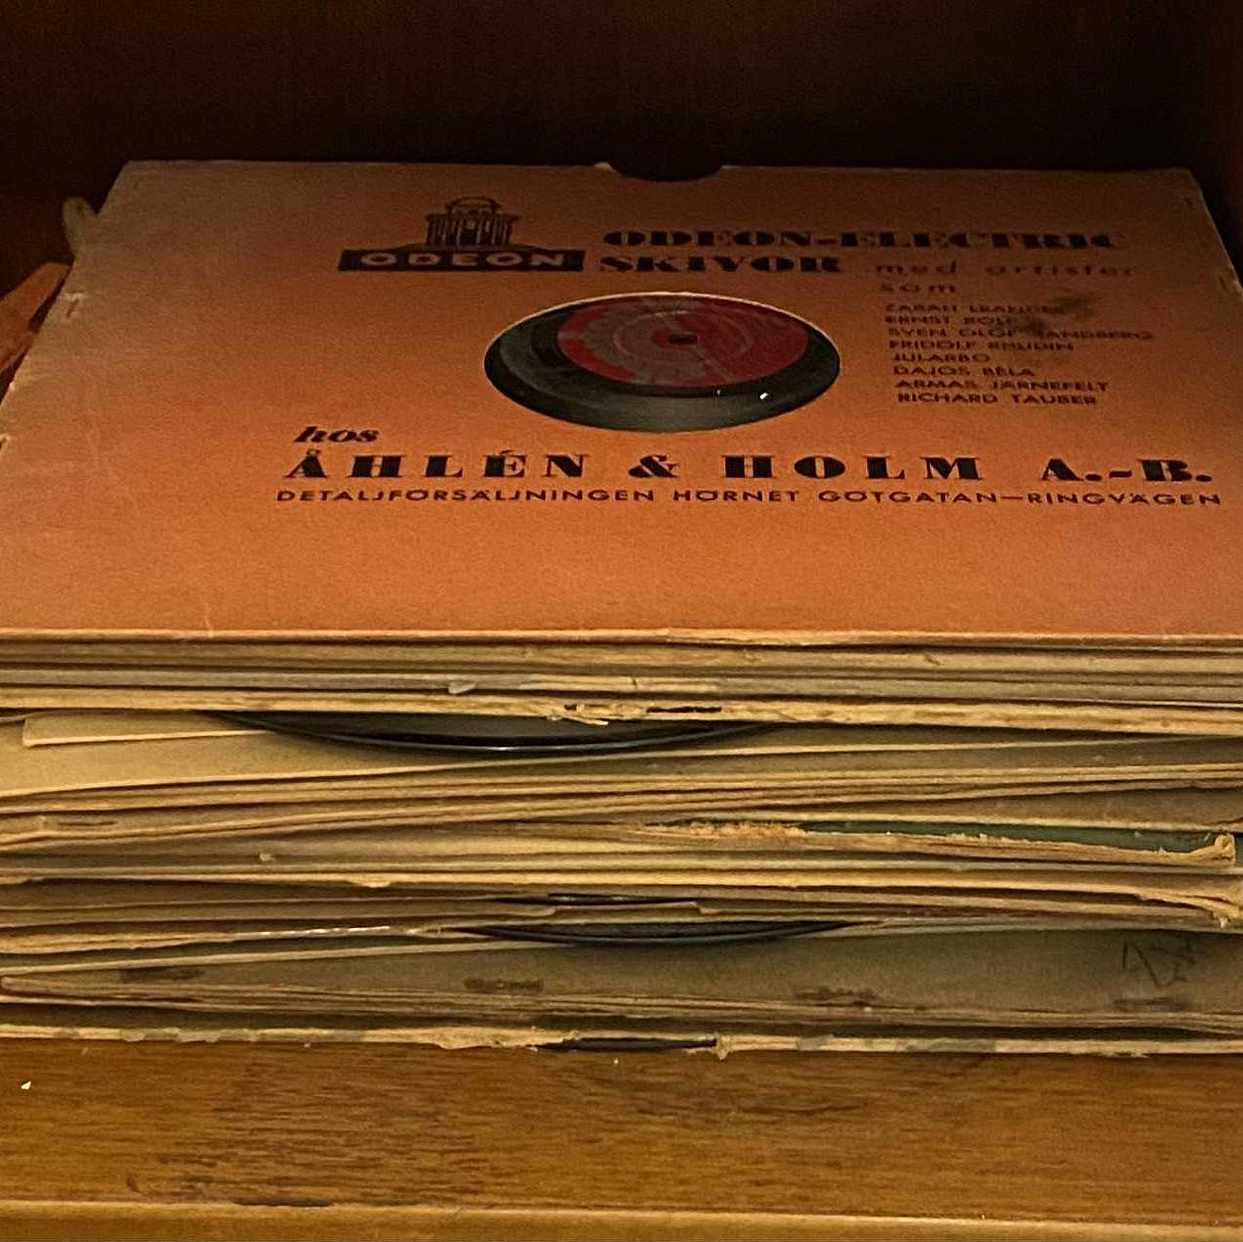 ODEON
ODEON-ELECTRIC
SKIVOR med artister
som
ZARAH LEANDER
ERNST ROLF
SVEN OLOF SANDBERG
FRIDOLF RHUDIN
JULARBO
DAJOS BÉLA
ARMAS JÄRNEFELT
RICHARD TAUBER
hos
ÅHLÉN & HOLM A.-B.
DETALJFÖRSÄLJNINGEN HÖRNET GÖTGATAN—RINGVÄGEN